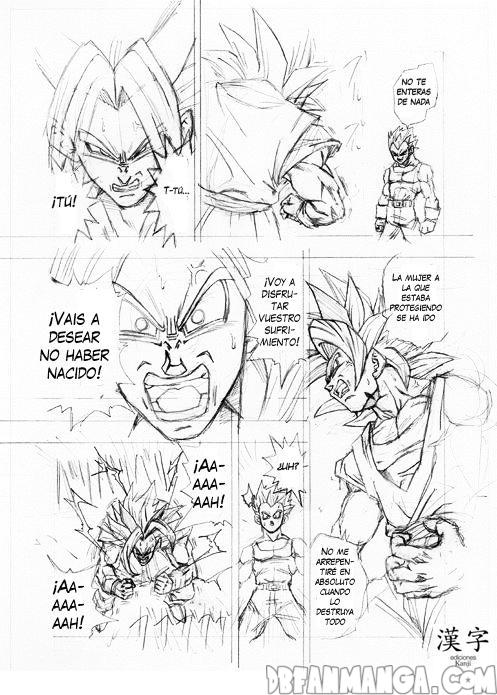 ¡TÚ!
T-TÚ...
NO TE
ENTERAS
DE NADA
¡VAIS A
DESEAR
NO HABER
NACIDO!
¡VOY A
DISFRU-
TAR
VUESTRO
SUFRI-
MIENTO!
LA MUJER A
LA QUE
ESTABA
PROTEGIENDO
SE HA IDO
¡AA-
AAA-
AAA-
AAH!
¡AA-
AAA-
AAA-
AAH!
¿UH?
NO ME
ARREPEN-
TIRÉ EN
ABSOLUTO
CUANDO
LO
DESTRUYA
TODO
漢字
ediciones
Kanji
DBFANMANGA.COM